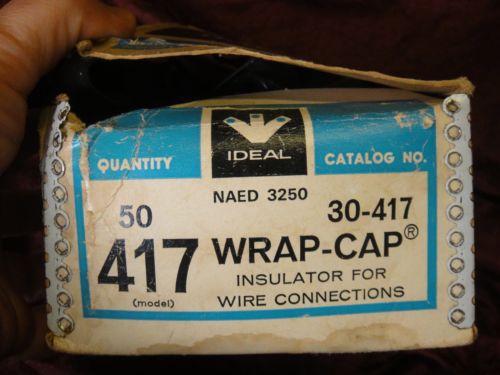 IDEAL
QUANTITY
CATALOG NO.
NAED 3250
50
30-417
417
(model)
WRAP-CAP®
INSULATOR FOR
WIRE CONNECTIONS